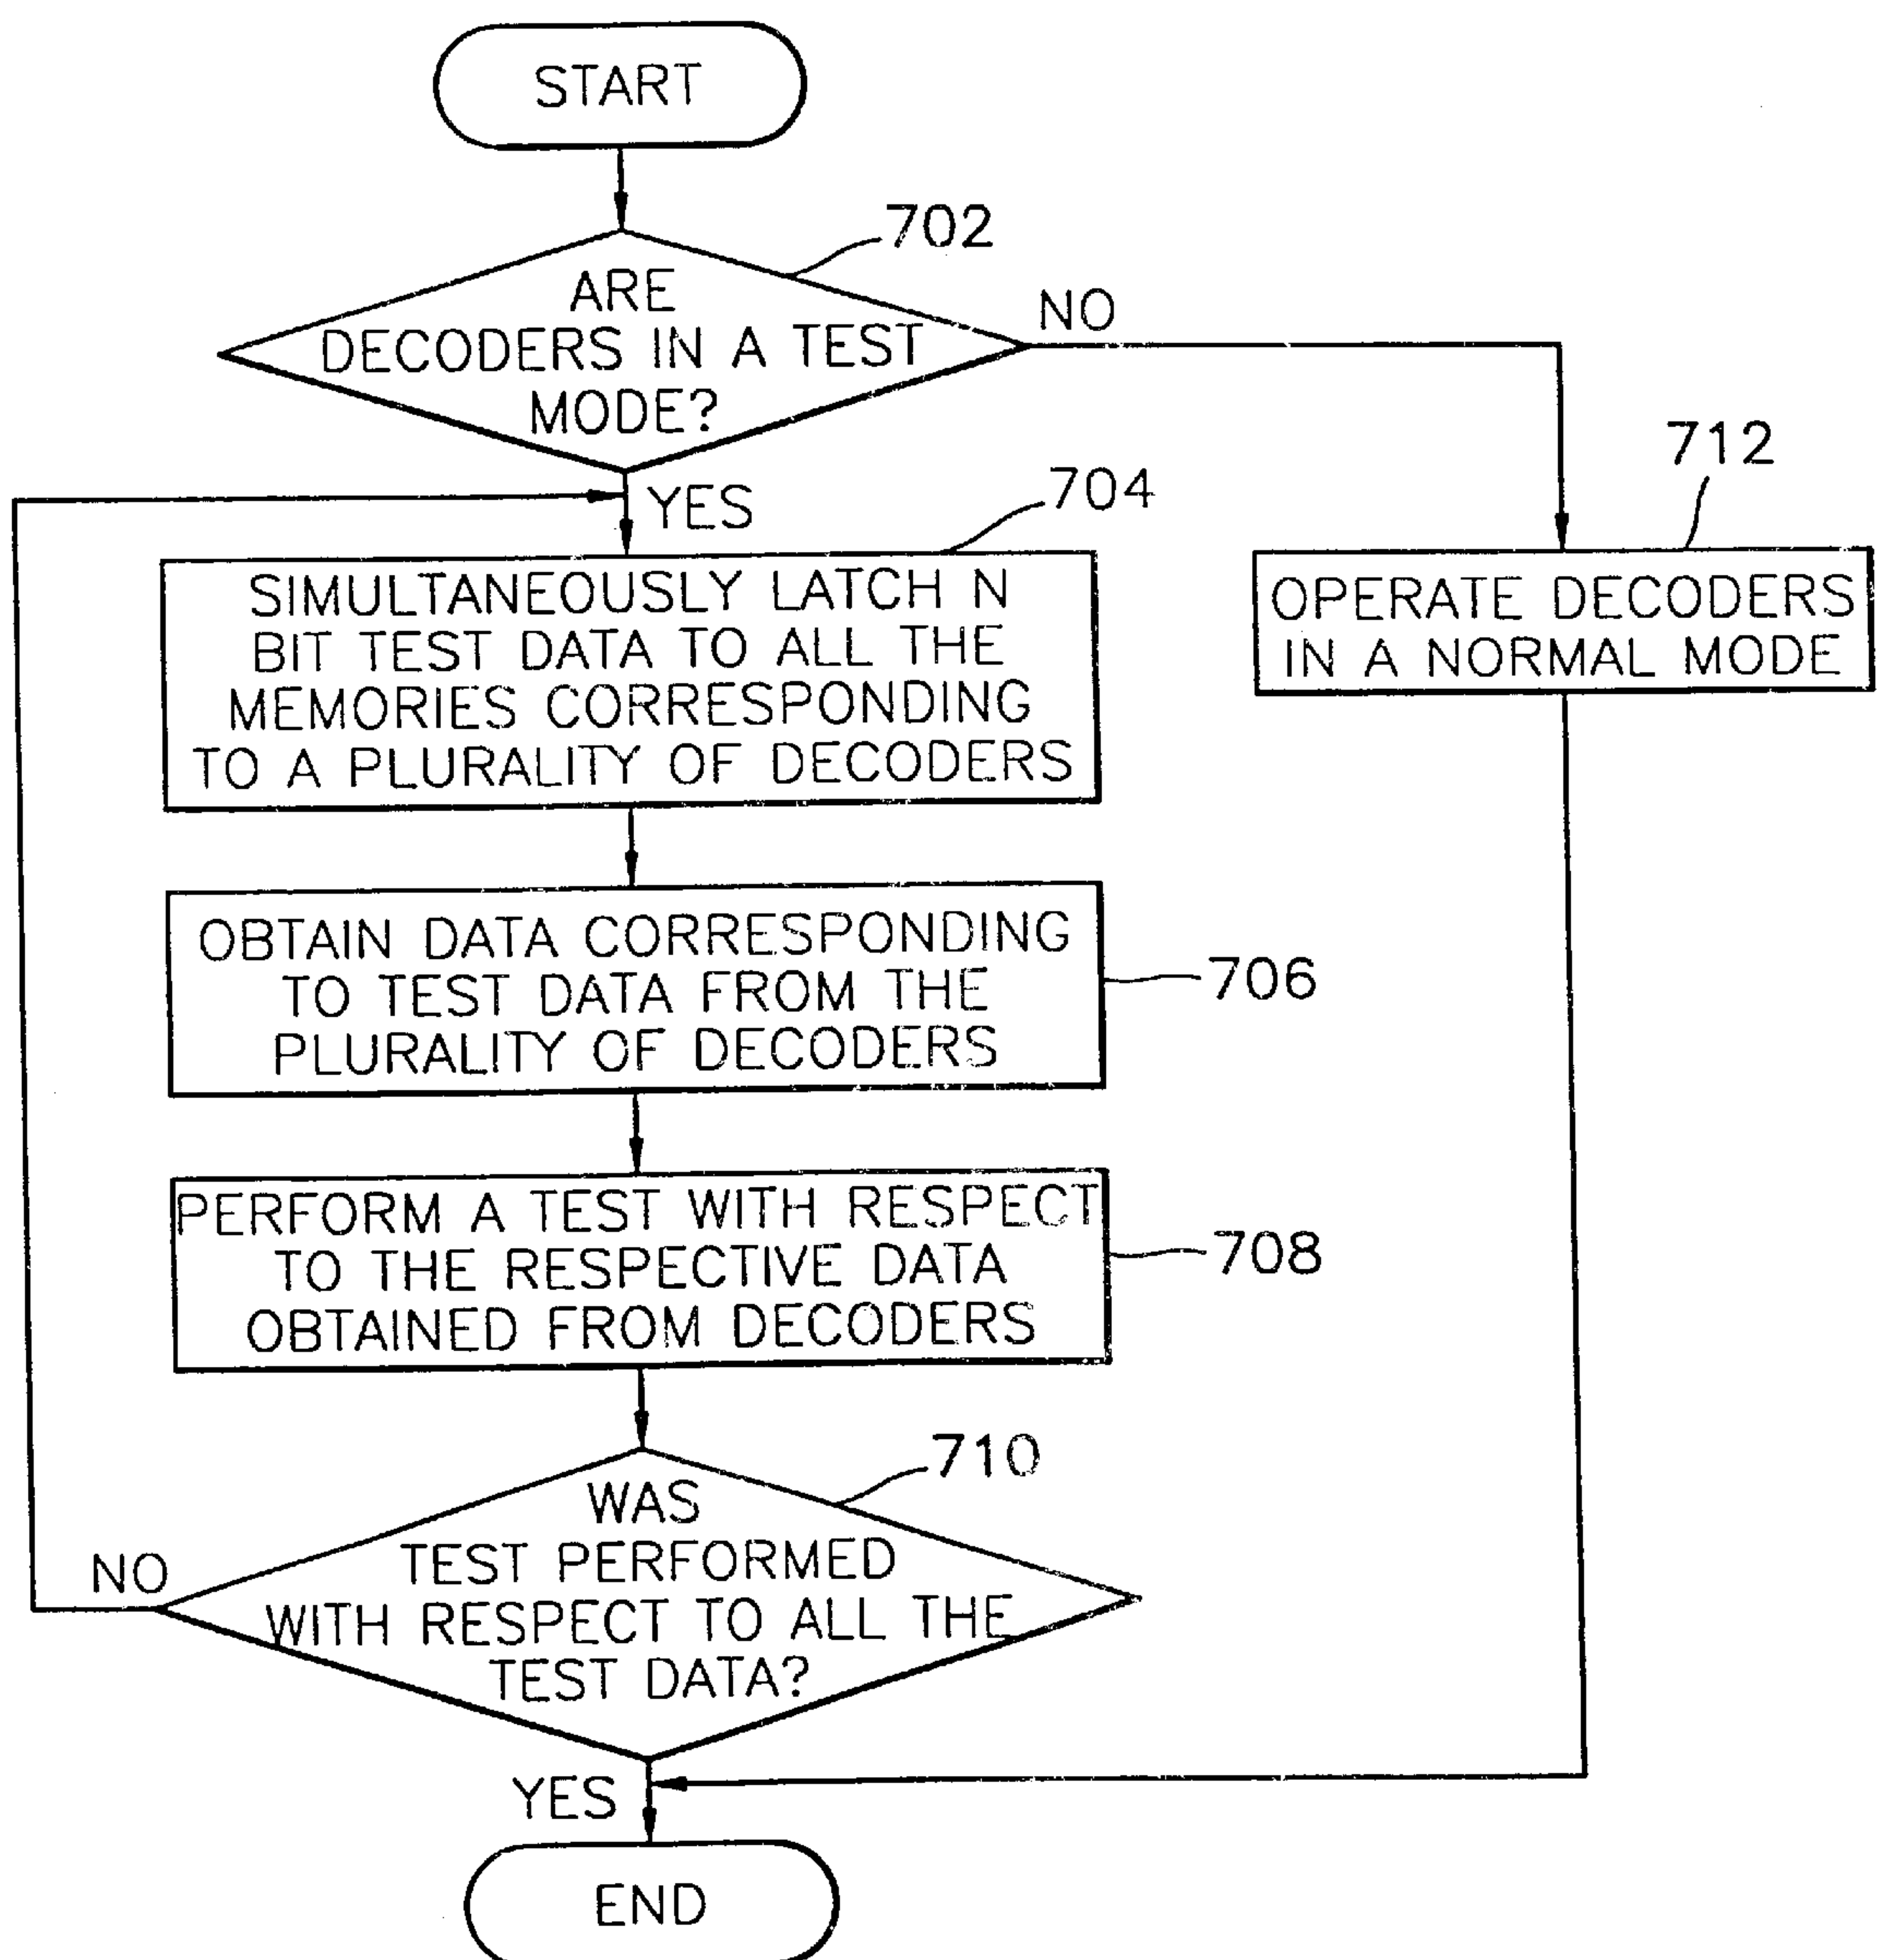 START
702
ARE
DECODERS IN A TEST
MODE?
NO
YES
704
712
SIMULTANEOUSLY LATCH N
BIT TEST DATA TO ALL THE
MEMORIES CORRESPONDING
TO A PLURALITY OF DECODERS
OPERATE DECODERS
IN A NORMAL MODE
OBTAIN DATA CORRESPONDING
TO TEST DATA FROM THE
PLURALITY OF DECODERS
706
PERFORM A TEST WITH RESPECT
TO THE RESPECTIVE DATA
OBTAINED FROM DECODERS
708
710
WAS
TEST PERFORMED
WITH RESPECT TO ALL THE
TEST DATA?
NO
YES
END